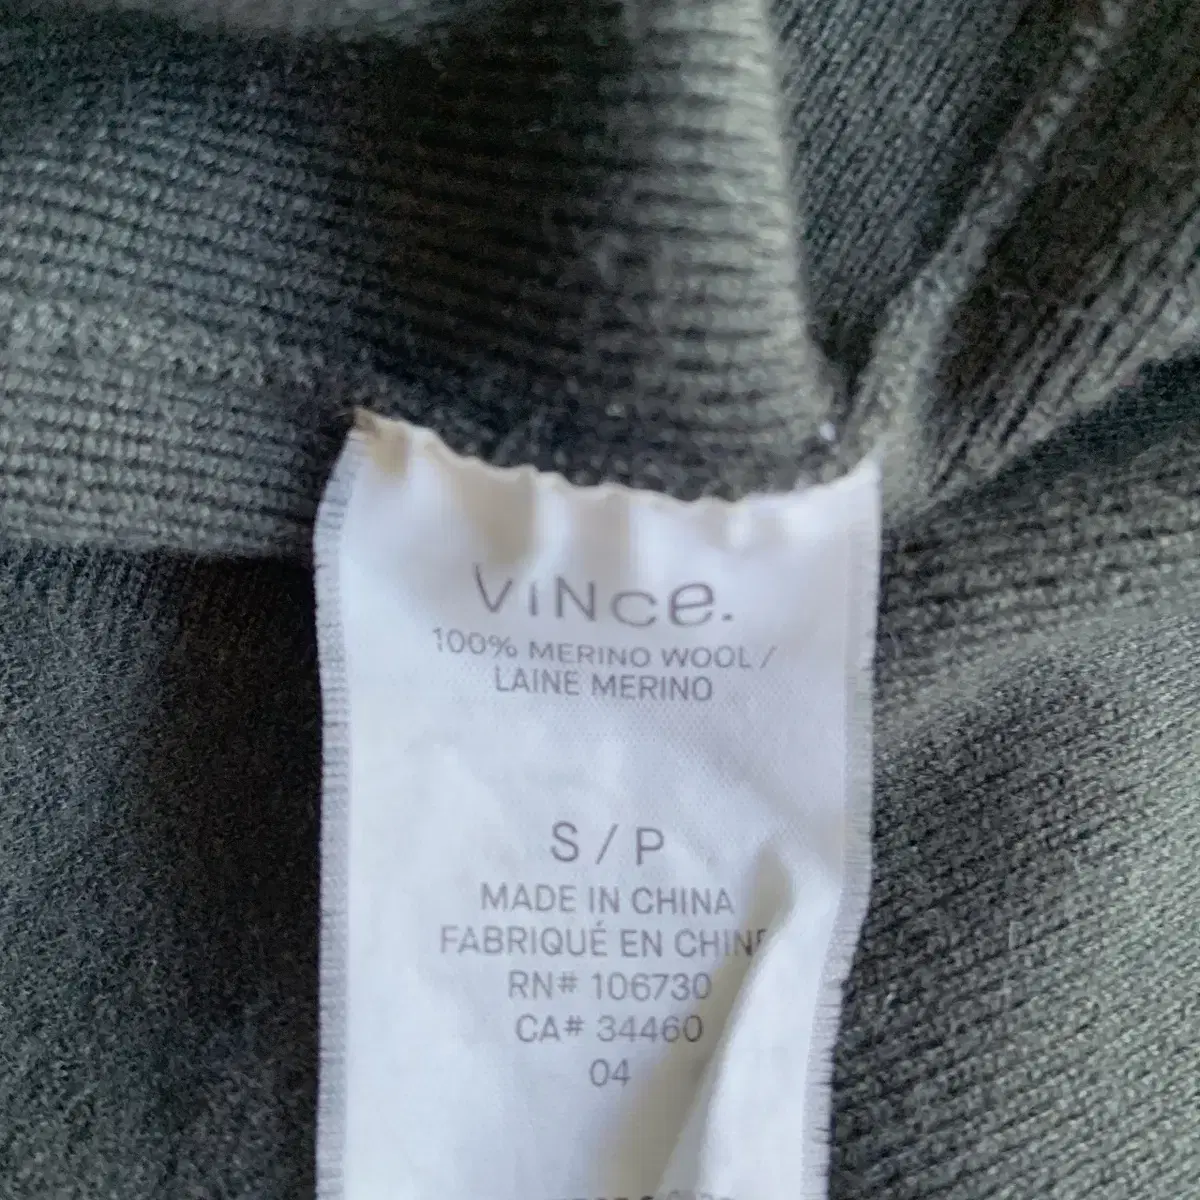 VINce.
100% MERINO WOOL /
LAINE MERINO
S / P
MADE IN CHINA
FABRIQUÉ EN CHINE
RN# 106730
CA# 34460
04